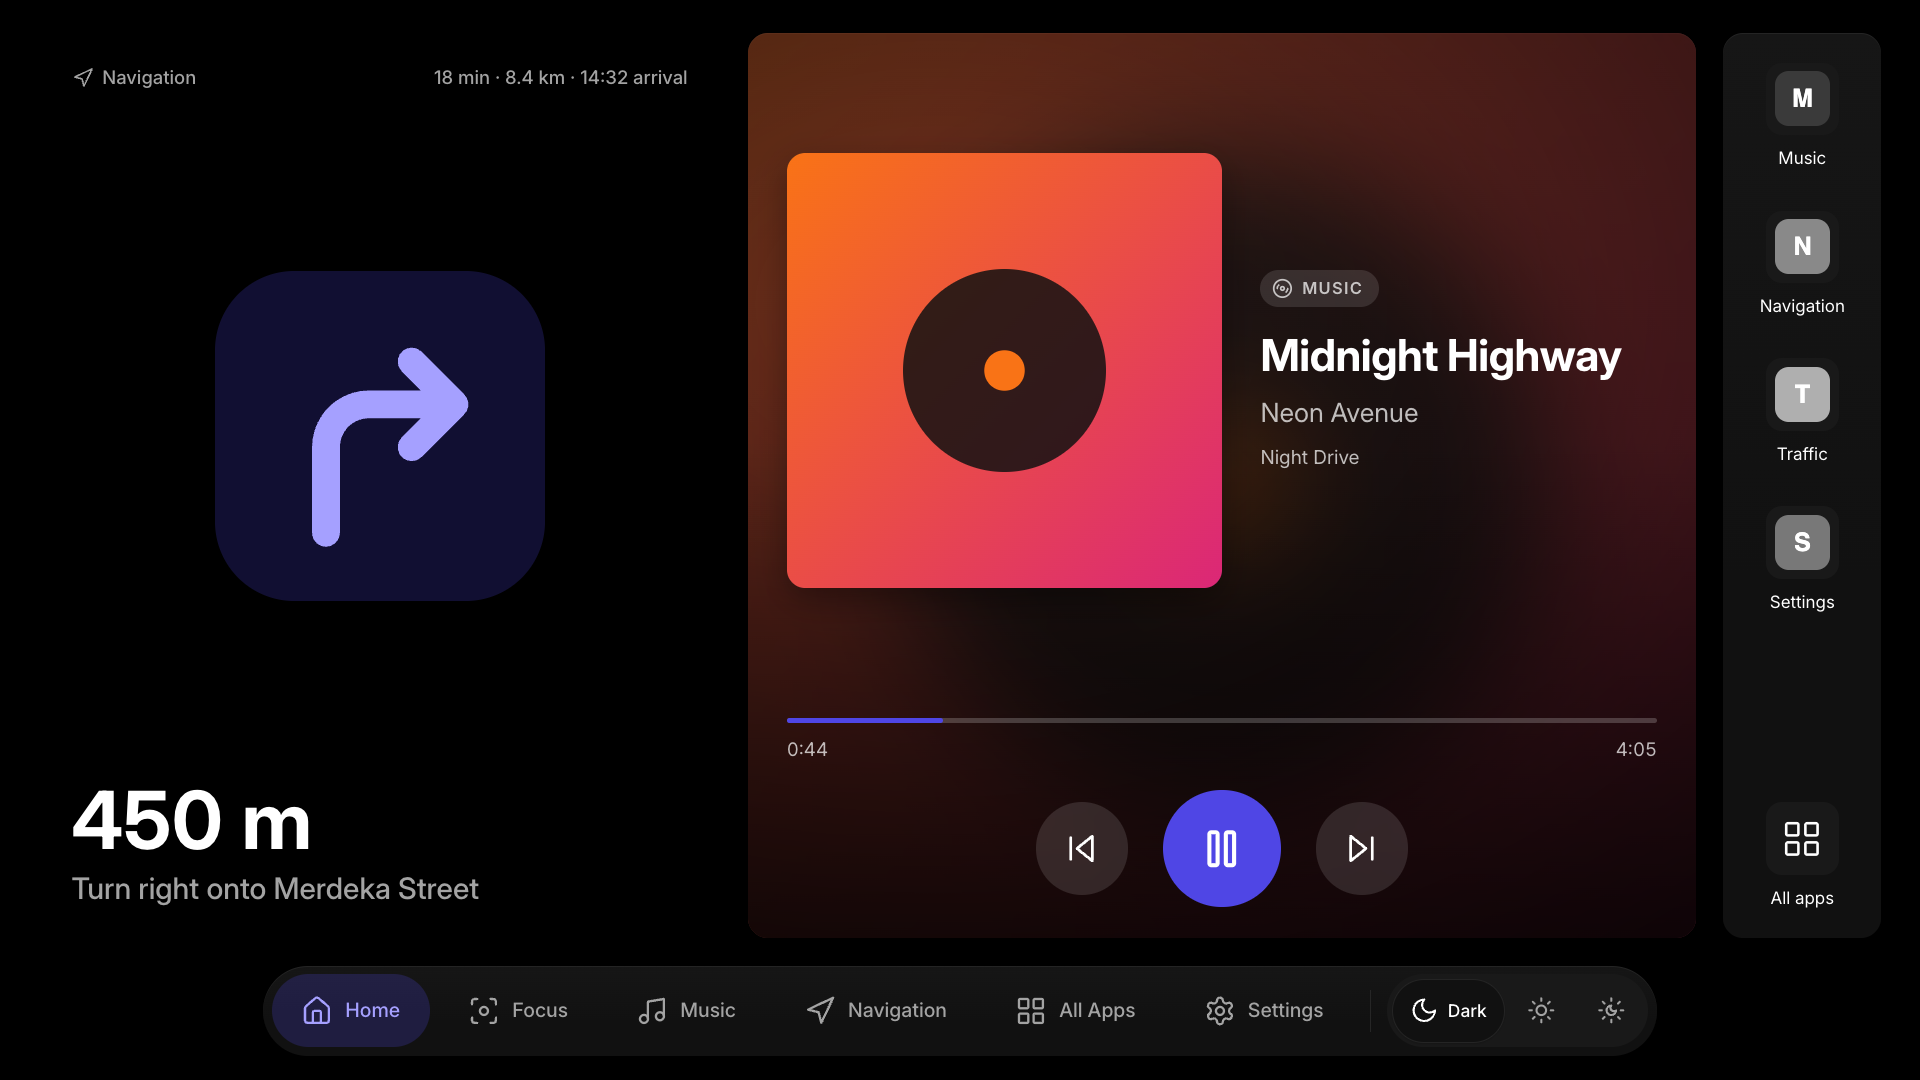 Navigation
18 min · 8.4 km · 14:32 arrival
450 m
Turn right onto Merdeka Street
MUSIC
Midnight Highway
Neon Avenue
Night Drive
0:44
4:05
M
Music
N
Navigation
T
Traffic
S
Settings
All apps
Home
Focus
Music
Navigation
All Apps
Settings
Dark